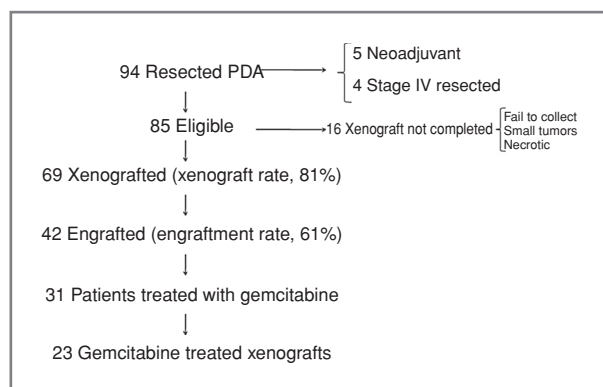 5 Neoadjuvant
94 Resected PDA
4 Stage IV resected
85 Eligible
16 Xenograft not completed
Fail to collect
Small tumors
Necrotic
69 Xenografted (xenograft rate, 81%)
42 Engrafted (engraftment rate, 61%)
31 Patients treated with gemcitabine
23 Gemcitabine treated xenografts